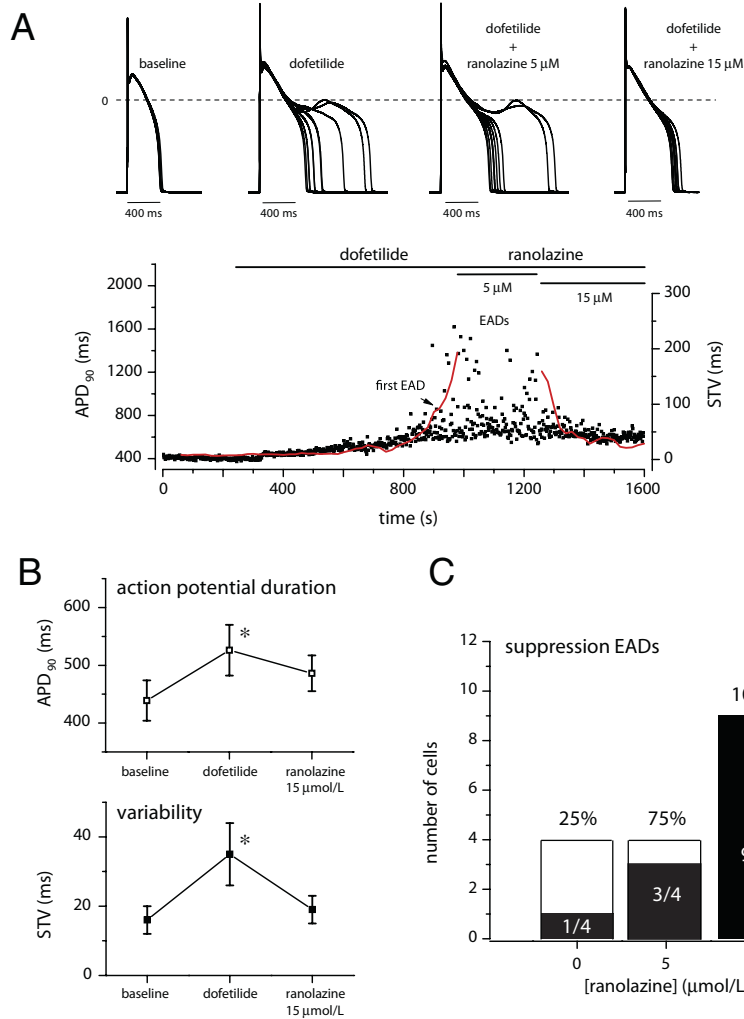 A
baseline
dofetilide
dofetilide
+
ranolazine 5 µM
dofetilide
+
ranolazine 15 µM
0
400 ms
400 ms
400 ms
400 ms
dofetilide
ranolazine
5 µM
15 µM
EADs
first EAD
2000
1600
1200
800
400
APD90 (ms)
300
200
100
0
STV (ms)
0
400
800
1200
1600
time (s)
B
action potential duration
600
500
400
APD90 (ms)
*
baseline
dofetilide
ranolazine
15 µmol/L
variability
40
20
0
STV (ms)
*
baseline
dofetilide
ranolazine
15 µmol/L
C
suppression EADs
12
10
8
6
4
2
0
number of cells
25%
75%
10
1/4
3/4
9
0
5
[ranolazine] (µmol/L